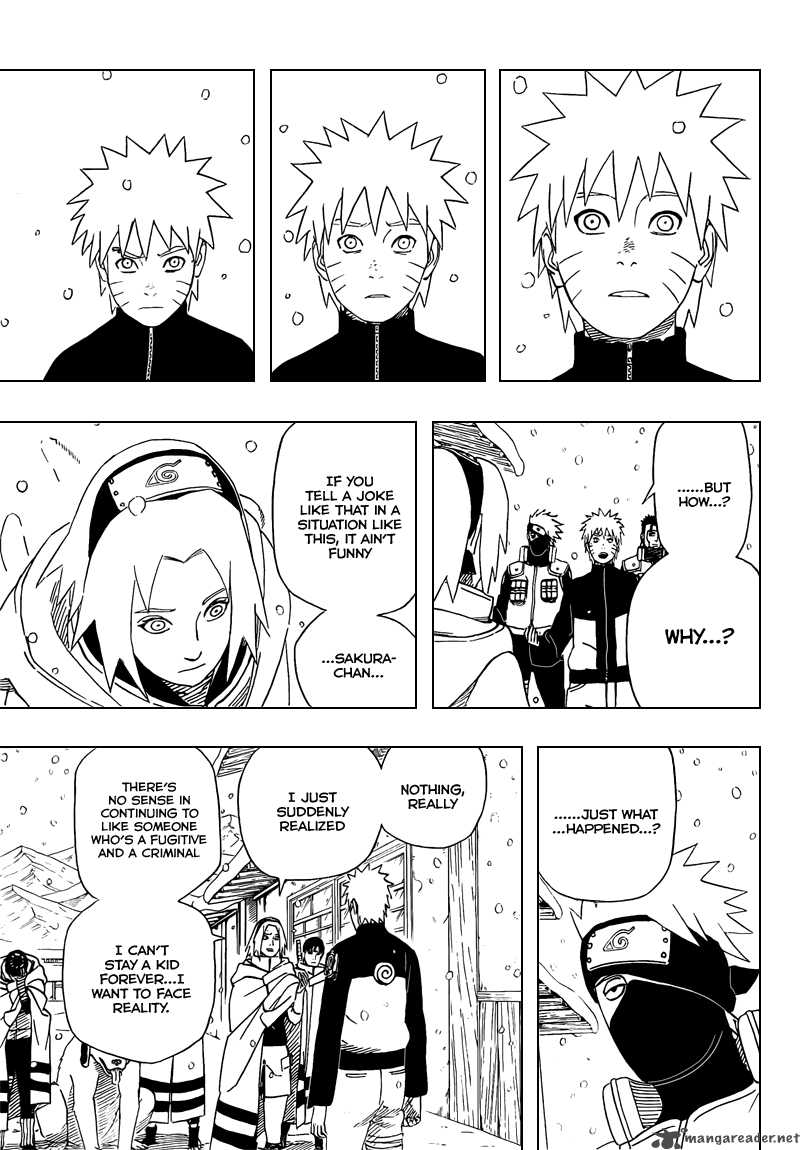 ......BUT
HOW...?
WHY...?
IF YOU
TELL A JOKE
LIKE THAT IN A
SITUATION LIKE
THIS, IT AIN'T
FUNNY
...SAKURA-
CHAN...
......JUST WHAT
...HAPPENED...?
NOTHING,
REALLY
I JUST
SUDDENLY
REALIZED
THERE'S
NO SENSE IN
CONTINUING TO
LIKE SOMEONE
WHO'S A FUGITIVE
AND A CRIMINAL
I CAN'T
STAY A KID
FOREVER...I
WANT TO FACE
REALITY.
mangareader.net